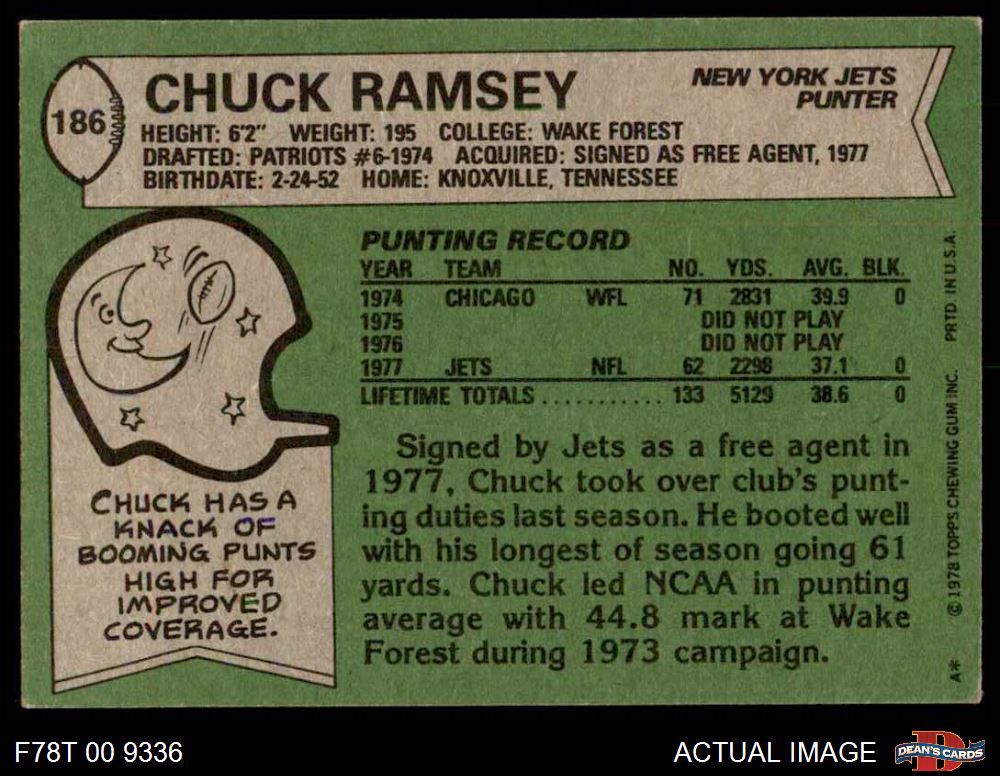 186
CHUCK RAMSEY
NEW YORK JETS
PUNTER
HEIGHT: 6'2" WEIGHT: 195 COLLEGE: WAKE FOREST
DRAFTED: PATRIOTS #6-1974 ACQUIRED: SIGNED AS FREE AGENT, 1977
BIRTHDATE: 2-24-52 HOME: KNOXVILLE, TENNESSEE
PUNTING RECORD
YEAR TEAM NO. YDS. AVG. BLK.
1974 CHICAGO WFL 71 2831 39.9 0
1975 DID NOT PLAY
1976 DID NOT PLAY
1977 JETS NFL 62 2298 37.1 0
LIFETIME TOTALS........... 133 5129 38.6 0
CHUCK HAS A
KNACK OF
BOOMING PUNTS
HIGH FOR
IMPROVED
COVERAGE.
Signed by Jets as a free agent in
1977, Chuck took over club's punt-
ing duties last season. He booted well
with his longest of season going 61
yards. Chuck led NCAA in punting
average with 44.8 mark at Wake
Forest during 1973 campaign.
A* © 1978 TOPPS CHEWING GUM INC. PRTD. IN U.S.A.
F78T 00 9336
ACTUAL IMAGE
DEAN'S CARDS